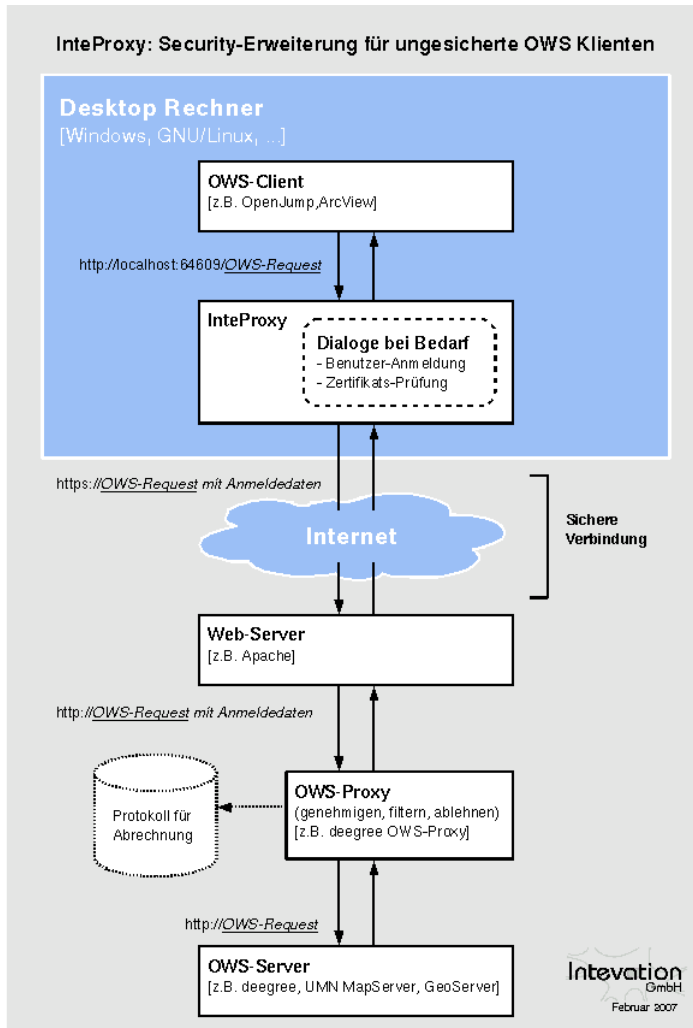 InteProxy: Security-Erweiterung für ungesicherte OWS Klienten
Desktop Rechner
[Windows, GNU/Linux, ...]
OWS-Client
[z.B. OpenJump,ArcView]
http://localhost:64609/OWS-Request
InteProxy
Dialoge bei Bedarf
- Benutzer-Anmeldung
- Zertifikats-Prüfung
https://OWS-Request mit Anmeldedaten
Internet
Sichere
Verbindung
Web-Server
[z.B. Apache]
http://OWS-Request mit Anmeldedaten
OWS-Proxy
(genehmigen, filtern, ablehnen)
[z.B. deegree OWS-Proxy]
Protokoll für
Abrechnung
http://OWS-Request
OWS-Server
[z.B. deegree, UMN MapServer, GeoServer]
Intevation
GmbH
Februar 2007